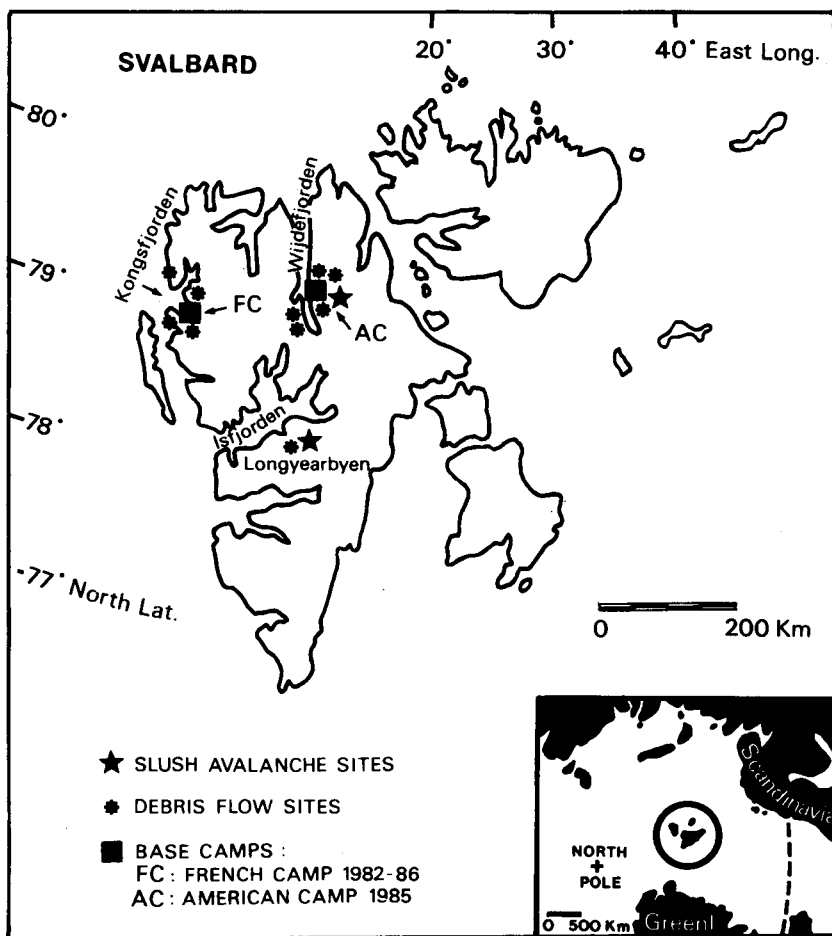 SVALBARD
20° 30° 40° East Long.
80°
79°
78°
77° North Lat.
Kongsfjorden
Wijdefjorden
FC
AC
Isfjorden
Longyearbyen
0 200 Km
SLUSH AVALANCHE SITES
DEBRIS FLOW SITES
BASE CAMPS :
FC : FRENCH CAMP 1982-86
AC : AMERICAN CAMP 1985
Scandinavia
NORTH
+
POLE
0 500 Km
Greenl